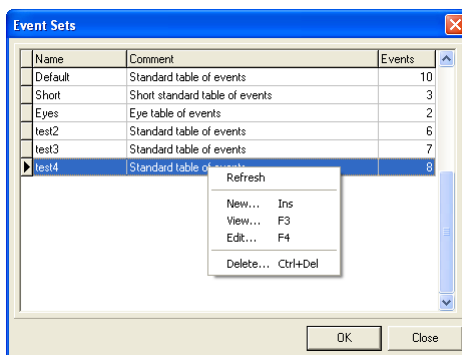 Event Sets
Name Comment Events
Default Standard table of events 10
Short Short standard table of events 3
Eyes Eye table of events 2
test2 Standard table of events 6
test3 Standard table of events 7
test4 Standard table of events 8
Refresh
New... Ins
View... F3
Edit... F4
Delete... Ctrl+Del
OK Close